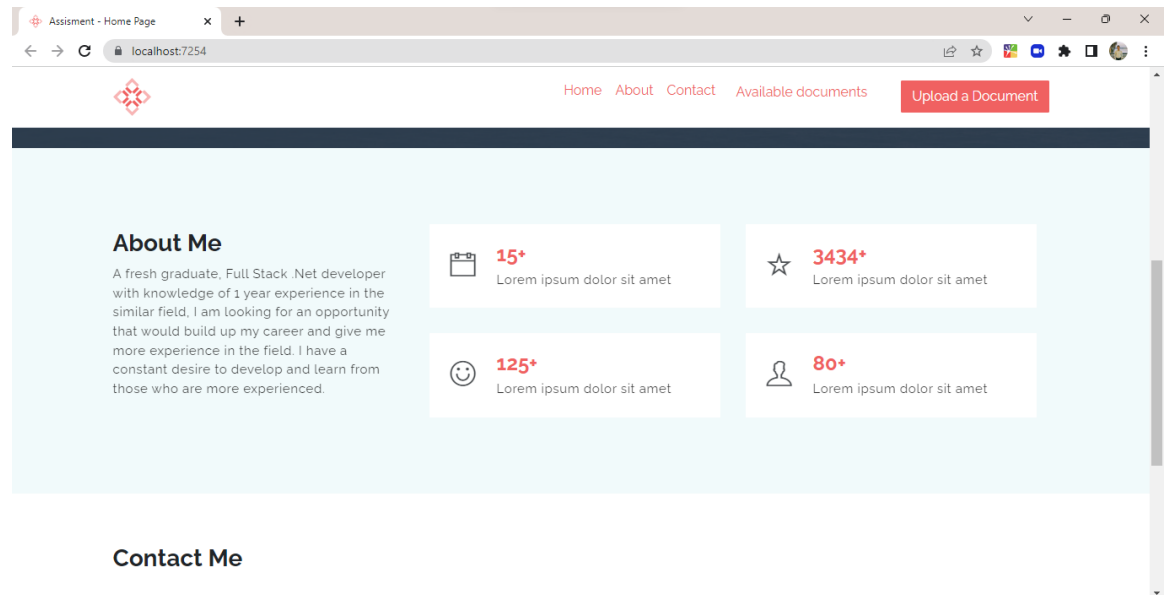 Assisment - Home Page
localhost:7254
Home About Contact Available documents Upload a Document
About Me
A fresh graduate, Full Stack .Net developer
with knowledge of 1 year experience in the
similar field, I am looking for an opportunity
that would build up my career and give me
more experience in the field. I have a
constant desire to develop and learn from
those who are more experienced.
15+
Lorem ipsum dolor sit amet
3434+
Lorem ipsum dolor sit amet
125+
Lorem ipsum dolor sit amet
80+
Lorem ipsum dolor sit amet
Contact Me